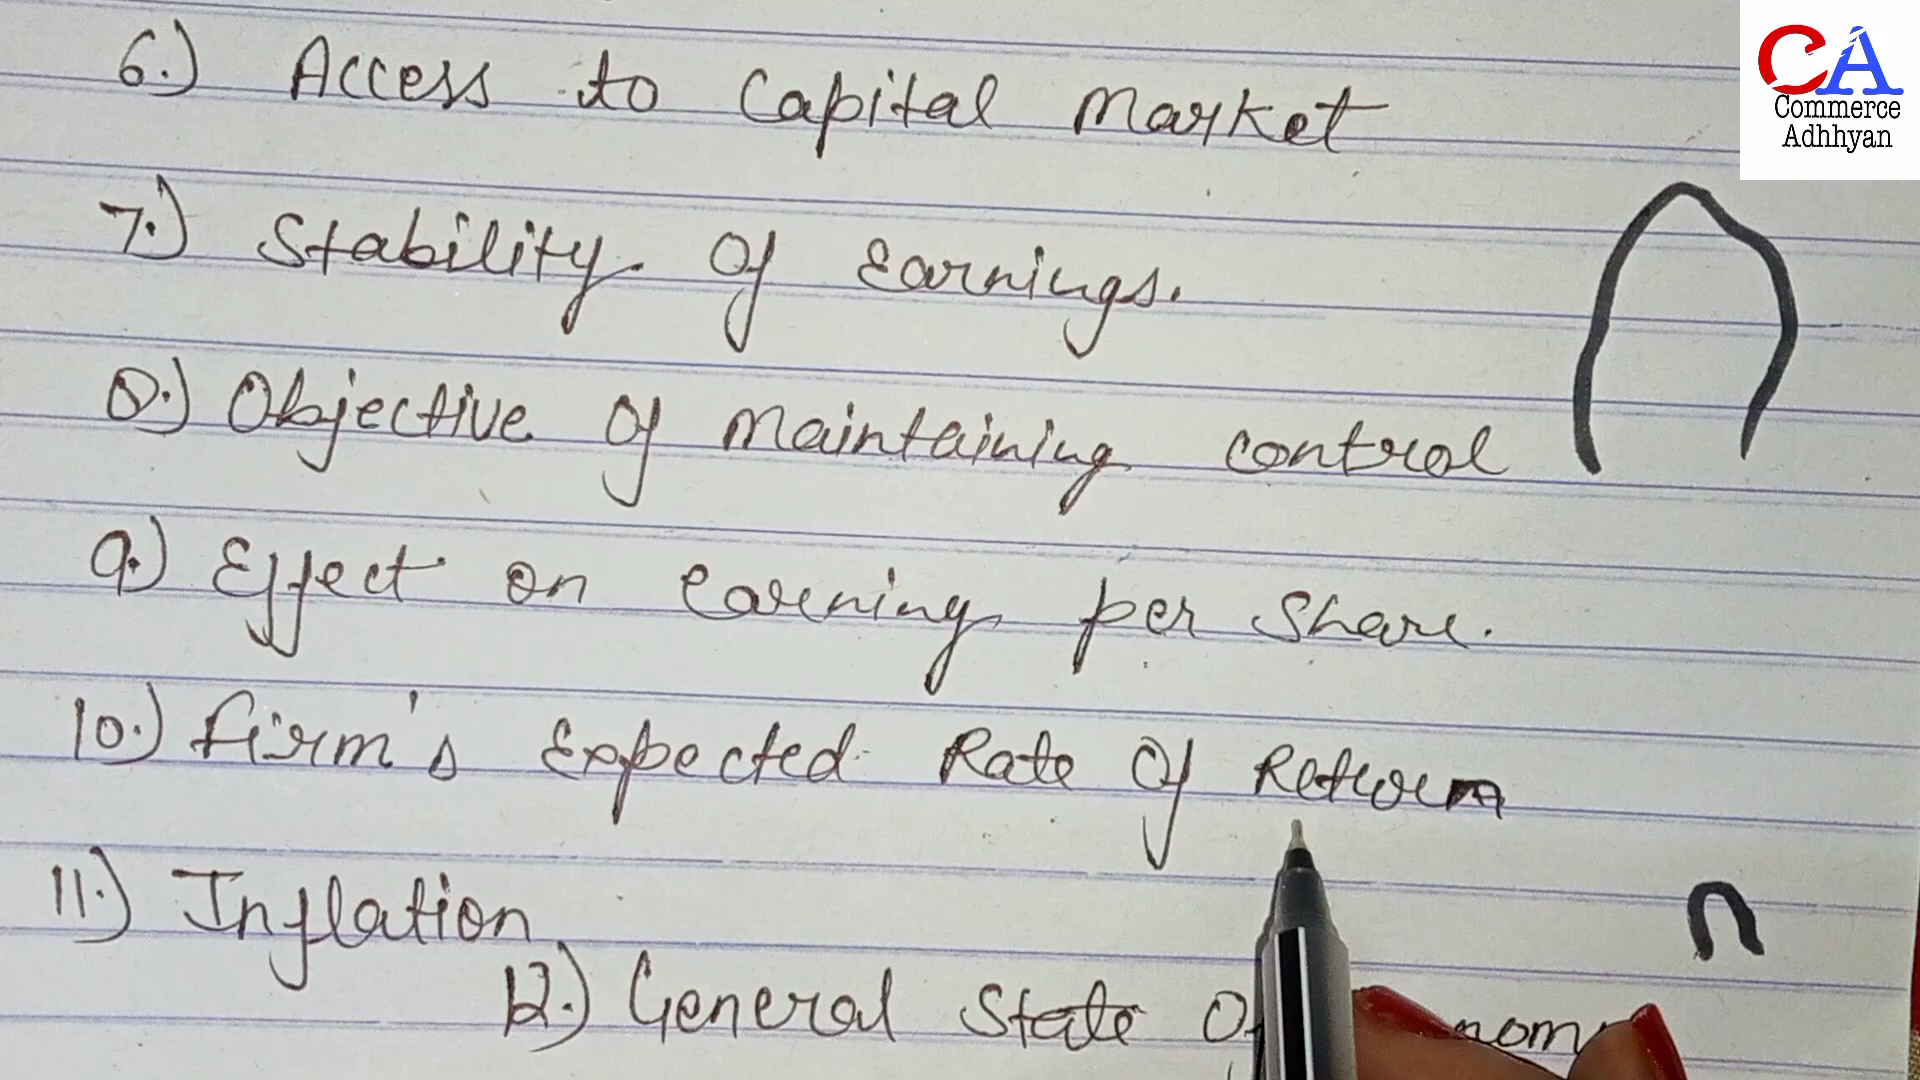 6.) Access to Capital Market
7.) Stability Of earnings.
8.) Objective Of Maintaining control
9.) Effect on earning per share.
10.) firm's Expected Rate Of Return
11.) Inflation
12.) General State
CA
Commerce
Adhhyan